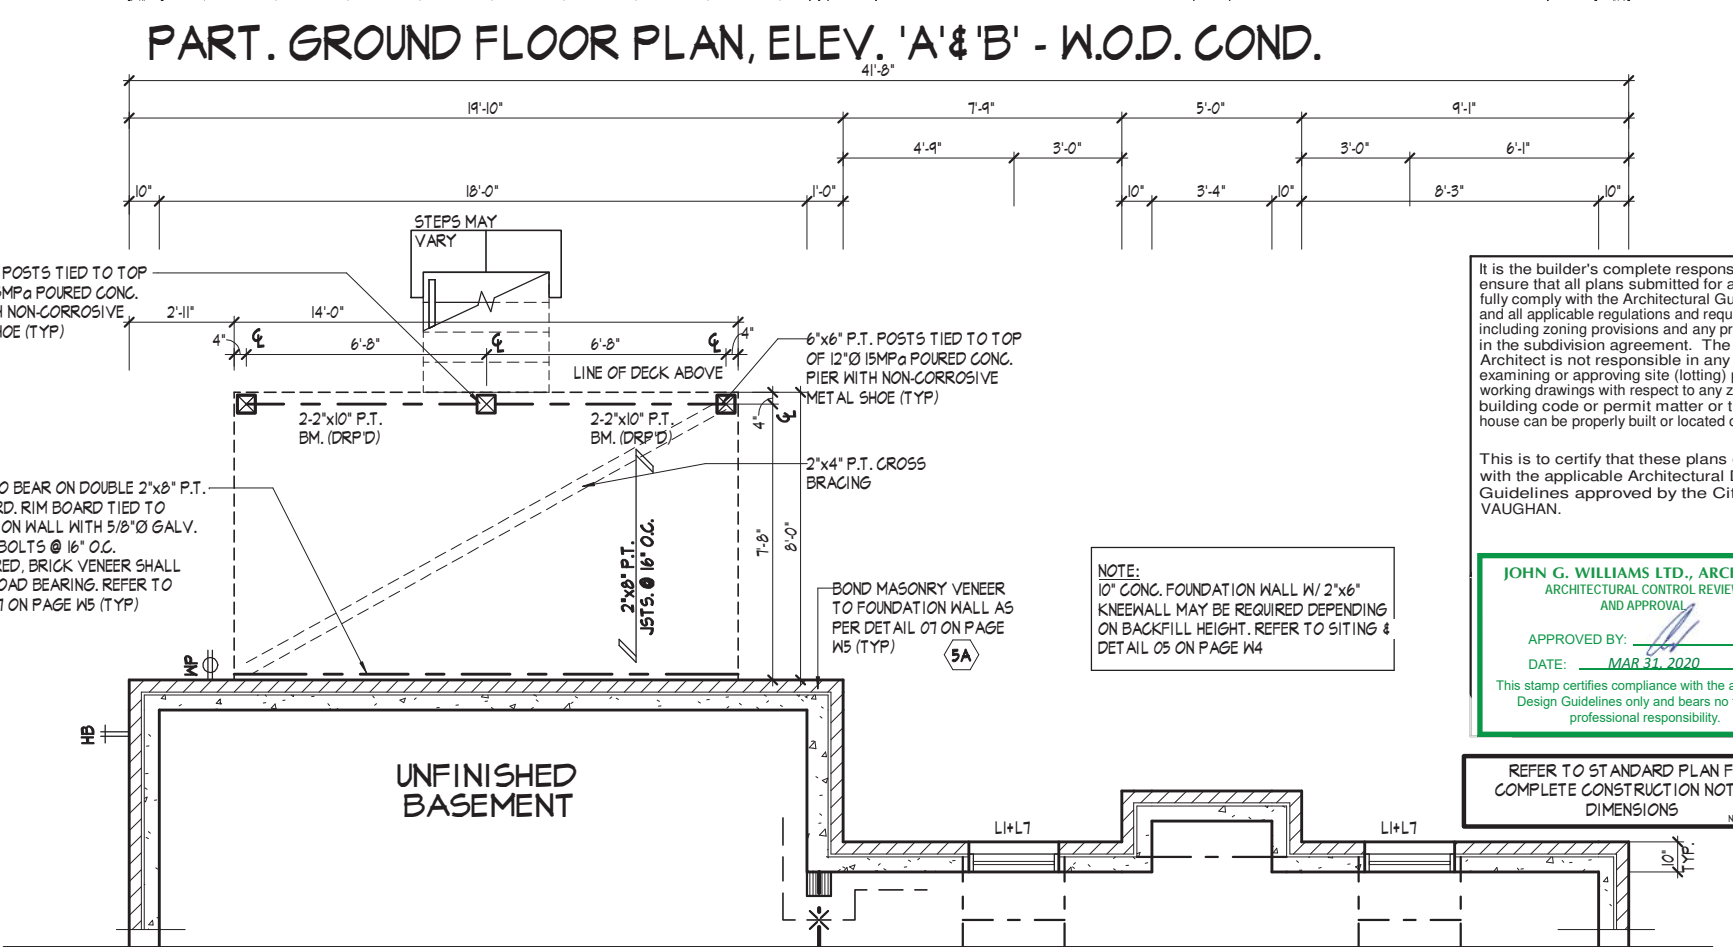 PART. GROUND FLOOR PLAN, ELEV. 'A'&'B' - W.O.D. COND.
41'-8"
19'-10"
7'-9"
5'-0"
9'-1"
4'-9"
3'-0"
3'-0"
6'-1"
10"
18'-0"
1'-0"
10"
3'-4"
10"
8'-3"
10"
STEPS MAY
VARY
POSTS TIED TO TOP
MPa POURED CONC.
NON-CORROSIVE
(TYP)
2'-11"
14'-0"
4"
6'-8"
6'-8"
4"
LINE OF DECK ABOVE
6"x6" P.T. POSTS TIED TO TOP
OF 12"Ø 15MPa POURED CONC.
PIER WITH NON-CORROSIVE
METAL SHOE (TYP)
2-2"x10" P.T.
BM. (DRP'D)
2-2"x10" P.T.
BM. (DRP'D)
4"
2"x4" P.T. CROSS
BRACING
7'-8"
8'-0"
2"x8" P.T.
JSTS. @ 16" O.C.
BEAR ON DOUBLE 2"x8" P.T.
RIM BOARD TIED TO
WALL WITH 5/8"Ø GALV.
BOLTS @ 16" O.C.
BRICK VENEER SHALL
BEARING. REFER TO
ON PAGE W5 (TYP)
BOND MASONRY VENEER
TO FOUNDATION WALL AS
PER DETAIL 07 ON PAGE
W5 (TYP)
5A
NOTE:
10" CONC. FOUNDATION WALL W/ 2"x6"
KNEEWALL MAY BE REQUIRED DEPENDING
ON BACKFILL HEIGHT. REFER TO SITING &
DETAIL 05 ON PAGE W4
WP
HB
UNFINISHED
BASEMENT
L1+L7
L1+L7
10"
TYP.
It is the builder's complete
ensure that all plans submitted for
fully comply with the Architectural
and all applicable regulations and
including zoning provisions and any
in the subdivision agreement. The
Architect is not responsible in any
examining or approving site (lotting)
working drawings with respect to any
building code or permit matter or
house can be properly built or located
This is to certify that these plans
with the applicable Architectural
Guidelines approved by the
VAUGHAN.
JOHN G. WILLIAMS LTD.,
ARCHITECTURAL CONTROL
AND APPROVAL
APPROVED BY:
DATE: MAR 31, 2020
This stamp certifies compliance with the
Design Guidelines only and bears no
professional responsibility.
REFER TO STANDARD PLAN
COMPLETE CONSTRUCTION
DIMENSIONS